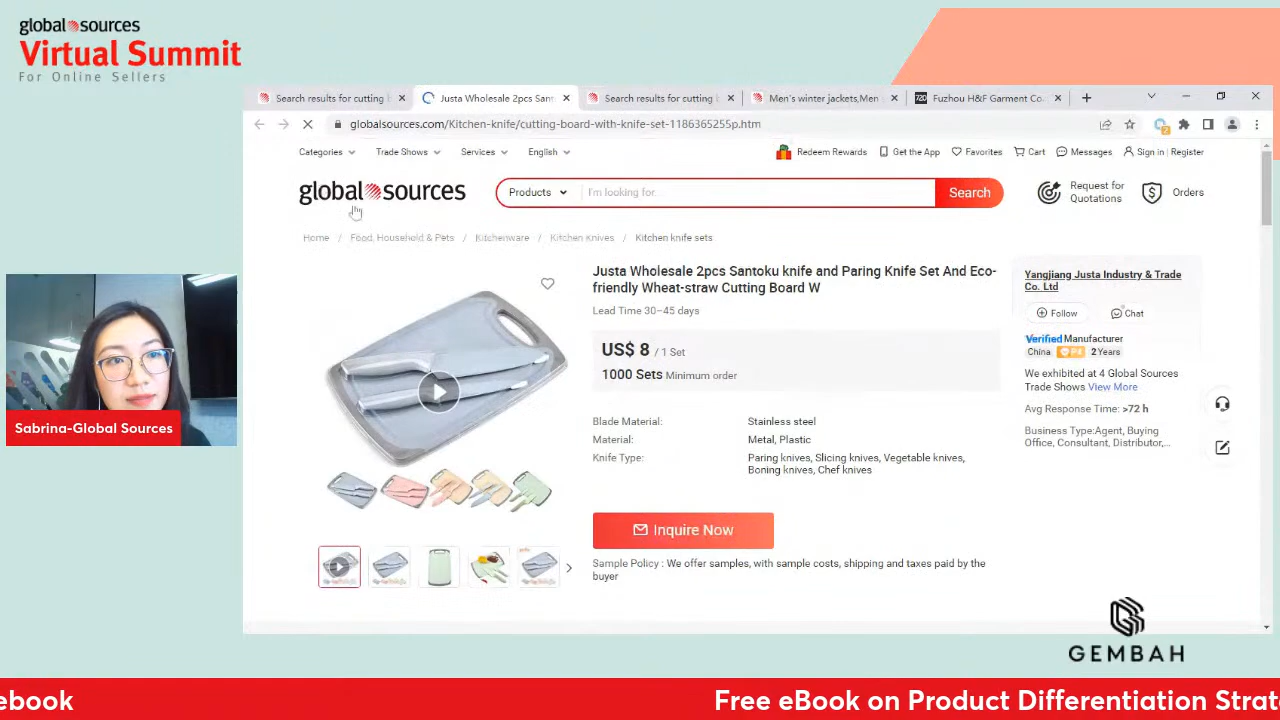 global sources
Virtual Summit
For Online Sellers
Search results for cutting
Justa Wholesale 2pcs Sant
Search results for cutting
Men's winter jackets,Men
Fuzhou H&F Garment Co.
globalsources.com/Kitchen-knife/cutting-board-with-knife-set-1186365255p.htm
Categories Trade Shows Services English Redeem Rewards Get the App Favorites Cart Messages Sign in | Register
global sources Products I'm looking for. Search Request for Quotations Orders
Home / Food, Household & Pets / Kitchenware / Kitchen Knives / Kitchen knife sets
Justa Wholesale 2pcs Santoku knife and Paring Knife Set And Eco-
friendly Wheat-straw Cutting Board W
Lead Time 30–45 days
US$ 8 / 1 Set
1000 Sets Minimum order
Blade Material: Stainless steel
Material: Metal, Plastic
Knife Type: Paring knives, Slicing knives, Vegetable knives,
Boning knives, Chef knives
Inquire Now
Sample Policy : We offer samples, with sample costs, shipping and taxes paid by the
buyer
Yangjiang Justa Industry & Trade
Co. Ltd
Follow Chat
Verified Manufacturer
China P4 2 Years
We exhibited at 4 Global Sources
Trade Shows View More
Avg Response Time: >72 h
Business Type:Agent, Buying
Office, Consultant, Distributor,...
Sabrina-Global Sources
GEMBAH
ebook Free eBook on Product Differentiation Strat